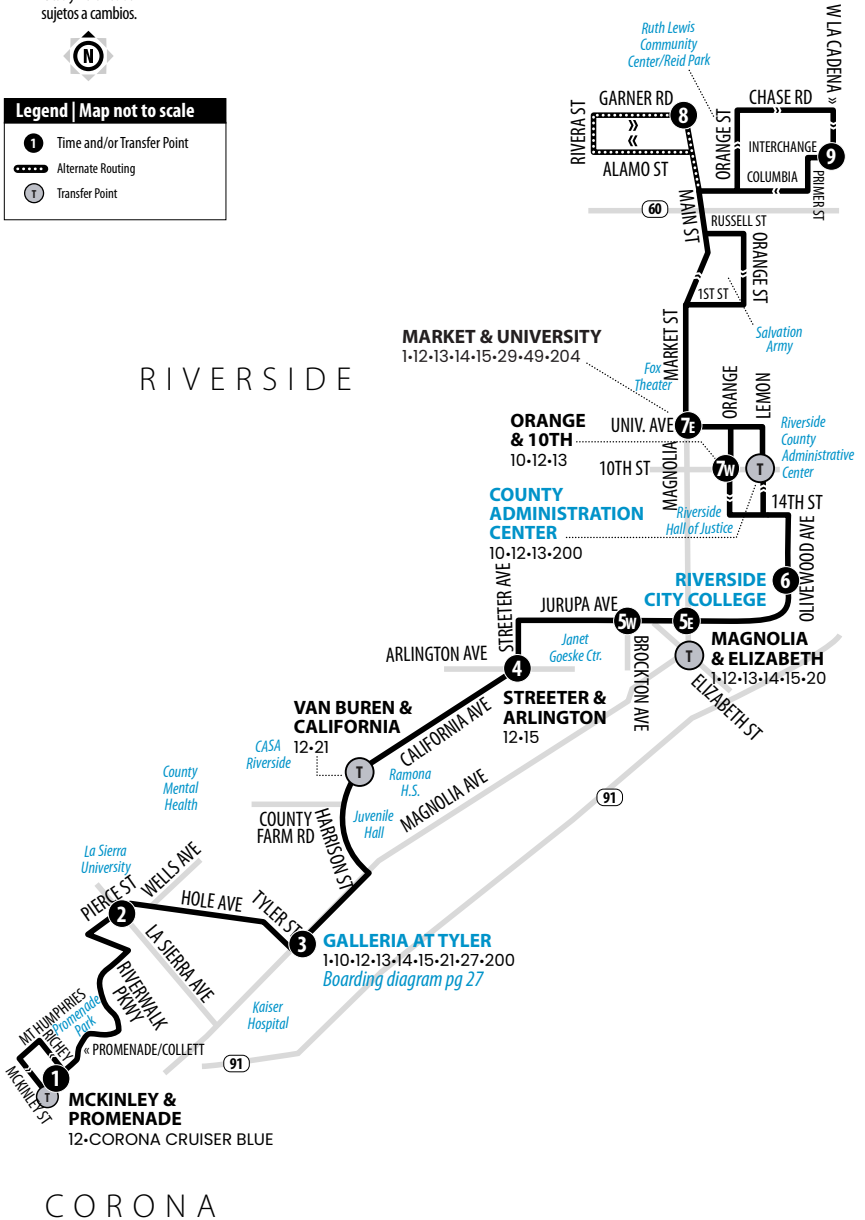 sujetos a cambios.
N
Legend | Map not to scale
1 Time and/or Transfer Point
Alternate Routing
T Transfer Point
Ruth Lewis
Community
Center/Reid Park
W LA CADENA »
GARNER RD
8
CHASE RD
RIVERA ST
»
«
ORANGE ST
INTERCHANGE
9
ALAMO ST
COLUMBIA
PRIMER ST
MAIN ST
60
RUSSELL ST
ORANGE ST
1ST ST
MARKET ST
Salvation
Army
MARKET & UNIVERSITY
1•12•13•14•15•29•49•204
RIVERSIDE
Fox
Theater
ORANGE
LEMON
ORANGE
& 10TH
10•12•13
UNIV. AVE
7E
Riverside
County
Administrative
Center
10TH ST
MAGNOLIA
7W
T
COUNTY
ADMINISTRATION
CENTER
10•12•13•200
Riverside
Hall of Justice
14TH ST
OLIVEWOOD AVE
STREETER AVE
RIVERSIDE
CITY COLLEGE
6
JURUPA AVE
5W
5E
ARLINGTON AVE
Janet
Goeske Ctr.
BROCKTON AVE
T
MAGNOLIA
& ELIZABETH
1•12•13•14•15•20
4
ELIZABETH ST
STREETER &
ARLINGTON
12•15
VAN BUREN &
CALIFORNIA
12•21
CALIFORNIA AVE
CASA
Riverside
T
Ramona
H.S.
County
Mental
Health
MAGNOLIA AVE
91
COUNTY
FARM RD
HARRISON ST
Juvenile
Hall
La Sierra
University
WELLS AVE
PIERCE ST
2
HOLE AVE
TYLER ST
3
GALLERIA AT TYLER
1•10•12•13•14•15•21•27•200
Boarding diagram pg 27
LA SIERRA AVE
RIVERWALK
PKWY
Kaiser
Hospital
MT HUMPHRIES
Promenade
Park
RICHEY
« PROMENADE/COLLETT
91
MCKINLEY ST
1
T
MCKINLEY &
PROMENADE
12•CORONA CRUISER BLUE
CORONA